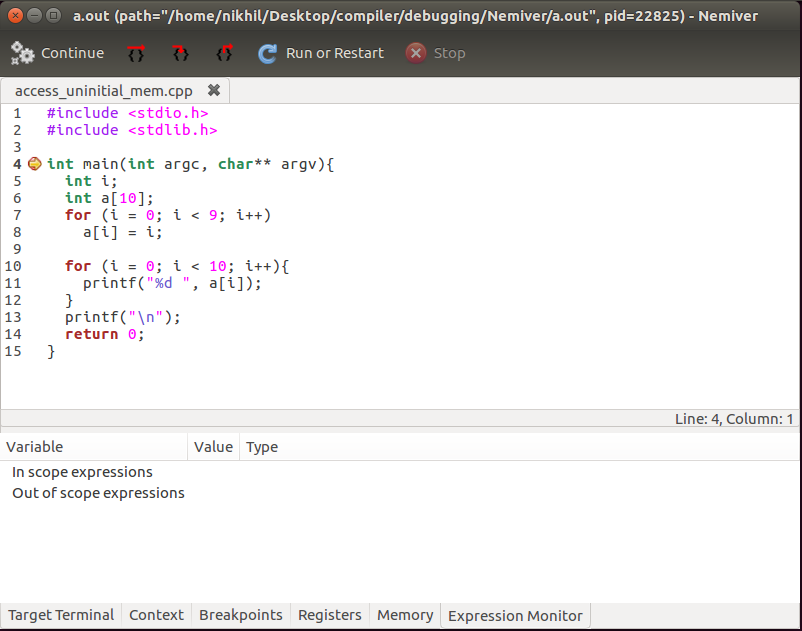 a.out (path="/home/nikhil/Desktop/compiler/debugging/Nemiver/a.out", pid=22825) - Nemiver
Continue Run or Restart Stop
access_uninitial_mem.cpp
1 #include <stdio.h>
2 #include <stdlib.h>
3
4 int main(int argc, char** argv){
5   int i;
6   int a[10];
7   for (i = 0; i < 9; i++)
8     a[i] = i;
9
10   for (i = 0; i < 10; i++){
11     printf("%d ", a[i]);
12   }
13   printf("\n");
14   return 0;
15 }
Line: 4, Column: 1
Variable Value Type
In scope expressions
Out of scope expressions
Target Terminal Context Breakpoints Registers Memory Expression Monitor